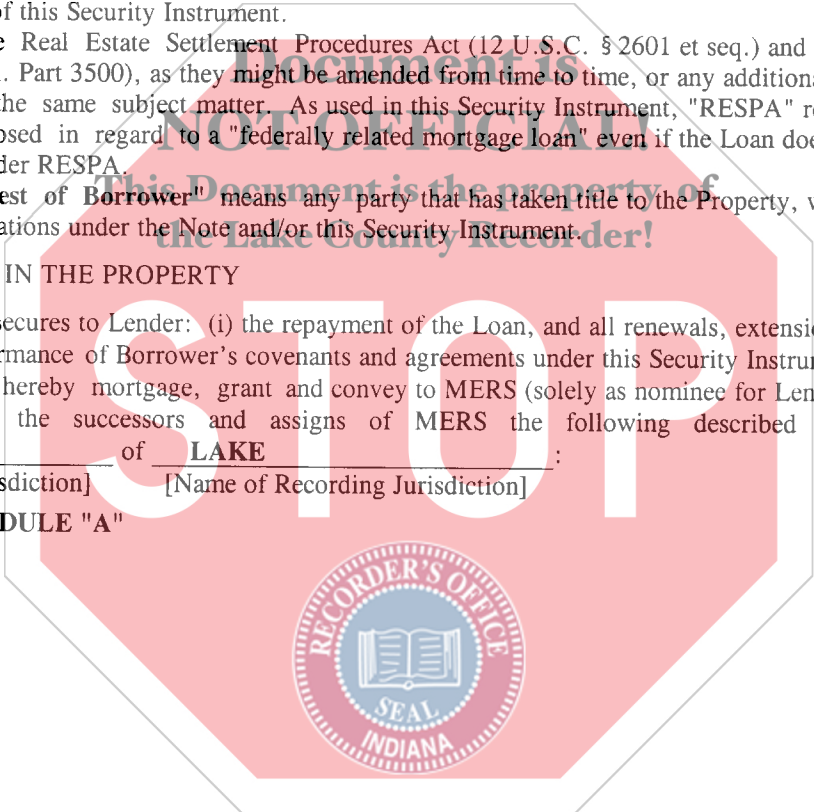 of this Security Instrument.
e Real Estate Settlement Procedures Act (12 U.S.C. § 2601 et seq.) and
. Part 3500), as they might be amended from time to time, or any additiona
the same subject matter. As used in this Security Instrument, "RESPA" r
osed in regard to a "federally related mortgage loan" even if the Loan doe
der RESPA.
est of Borrower" means any party that has taken title to the Property, w
ations under the Note and/or this Security Instrument.
Document is
NOT OFFICIAL!
This Document is the property of
the Lake County Recorder!
IN THE PROPERTY
secures to Lender: (i) the repayment of the Loan, and all renewals, extensi
rmance of Borrower's covenants and agreements under this Security Instrum
hereby mortgage, grant and convey to MERS (solely as nominee for Len
the successors and assigns of MERS the following described
of LAKE :
sdiction] [Name of Recording Jurisdiction]
DULE "A"
STOP
RECORDER'S OFFICE
SEAL
INDIANA